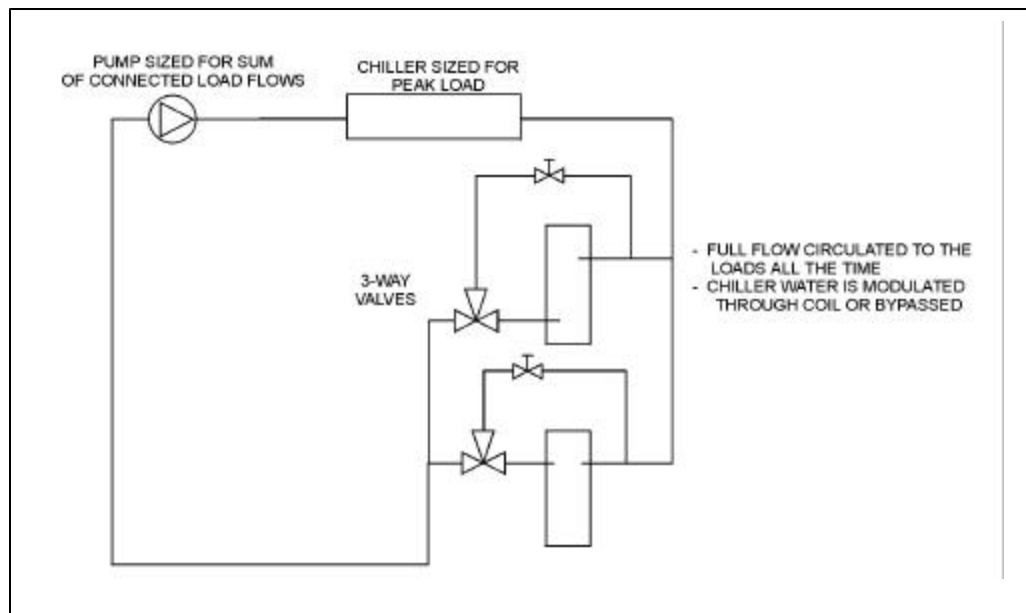 PUMP SIZED FOR SUM
OF CONNECTED LOAD FLOWS
CHILLER SIZED FOR
PEAK LOAD
3-WAY
VALVES
- FULL FLOW CIRCULATED TO THE
LOADS ALL THE TIME
- CHILLER WATER IS MODULATED
THROUGH COIL OR BYPASSED